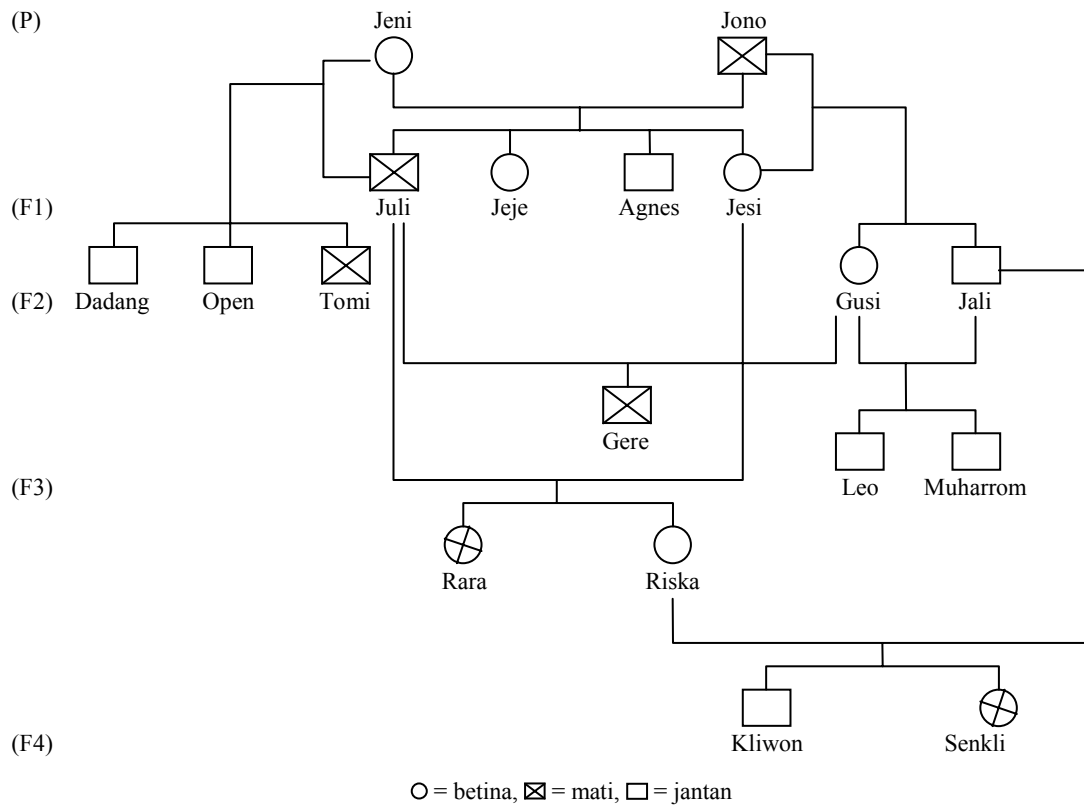 (P) Jeni Jono
(F1) Juli Jeje Agnes Jesi
(F2) Dadang Open Tomi Gusi Jali
Gere
(F3) Leo Muharrom
Rara Riska
(F4) Kliwon Senkli
= betina, = mati, = jantan